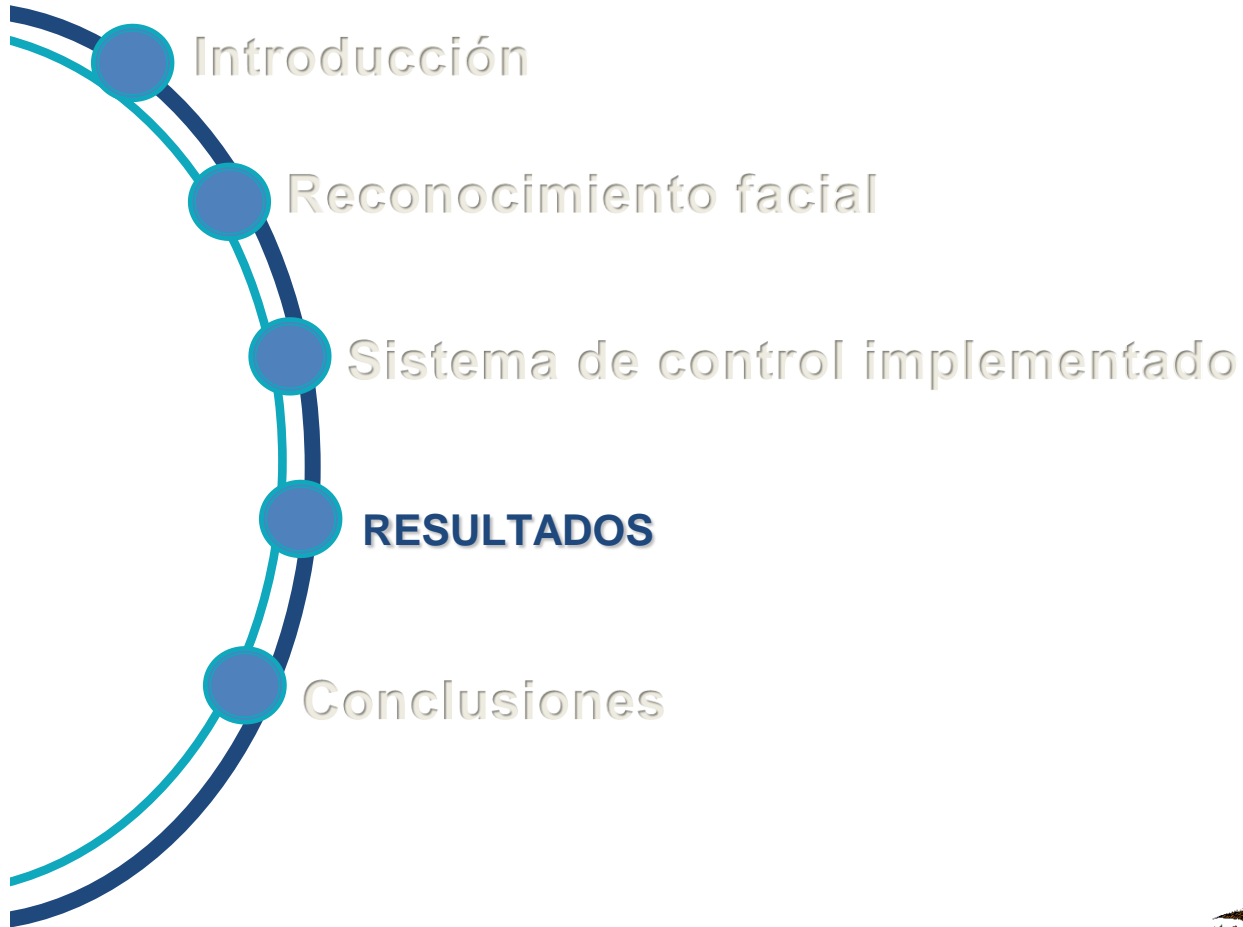 Introducción
Reconocimiento facial
Sistema de control implementado
RESULTADOS
Conclusiones